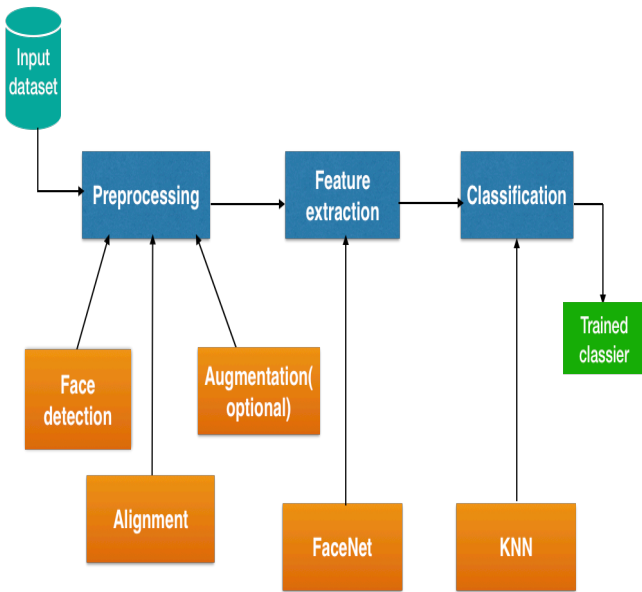 Input
dataset
Preprocessing
Feature
extraction
Classification
Trained
classier
Face
detection
Augmentation(
optional)
Alignment
FaceNet
KNN